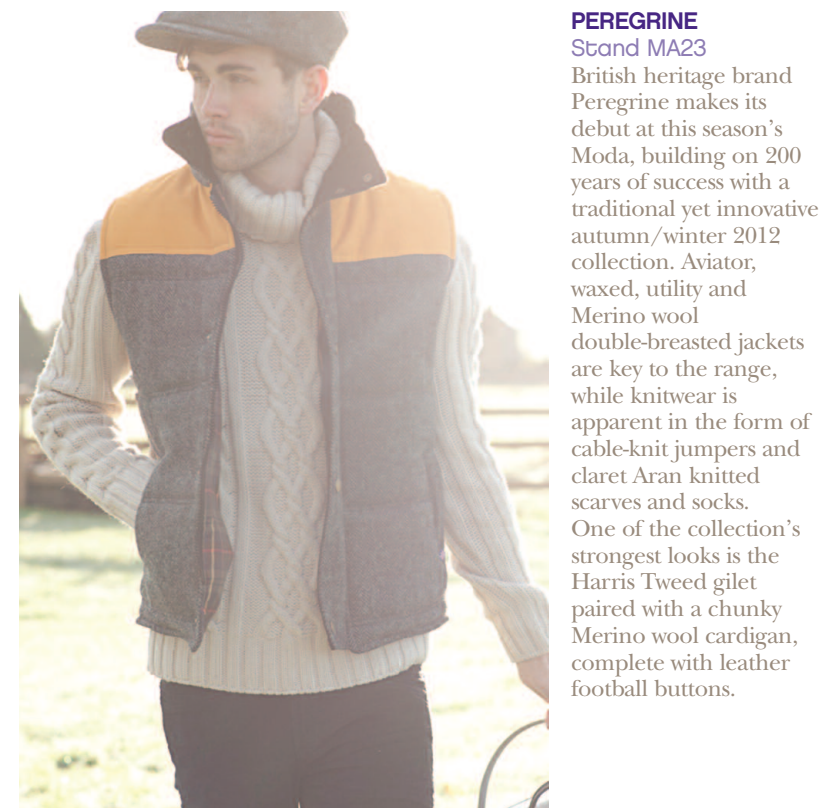 PEREGRINE
Stand MA23
British heritage brand
Peregrine makes its
debut at this season's
Moda, building on 200
years of success with a
traditional yet innovative
autumn/winter 2012
collection. Aviator,
waxed, utility and
Merino wool
double-breasted jackets
are key to the range,
while knitwear is
apparent in the form of
cable-knit jumpers and
claret Aran knitted
scarves and socks.
One of the collection's
strongest looks is the
Harris Tweed gilet
paired with a chunky
Merino wool cardigan,
complete with leather
football buttons.